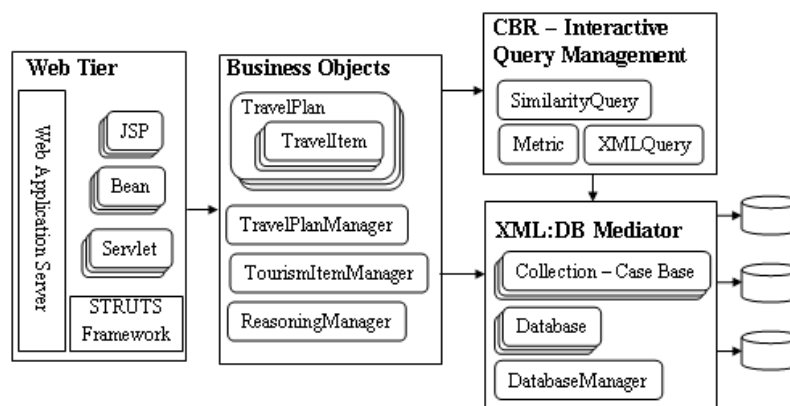 Web Tier
Web Application Server
JSP
Bean
Servlet
STRUTS
Framework
Business Objects
TravelPlan
TravelItem
TravelPlanManager
TourismItemManager
ReasoningManager
CBR – Interactive
Query Management
SimilarityQuery
Metric
XMLQuery
XML:DB Mediator
Collection – Case Base
Database
DatabaseManager